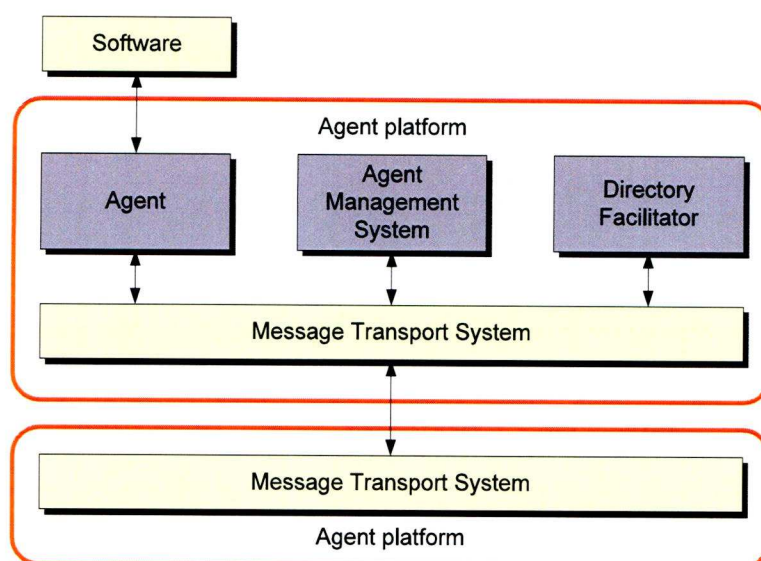 Software
Agent platform
Agent
Agent
Management
System
Directory
Facilitator
Message Transport System
Message Transport System
Agent platform